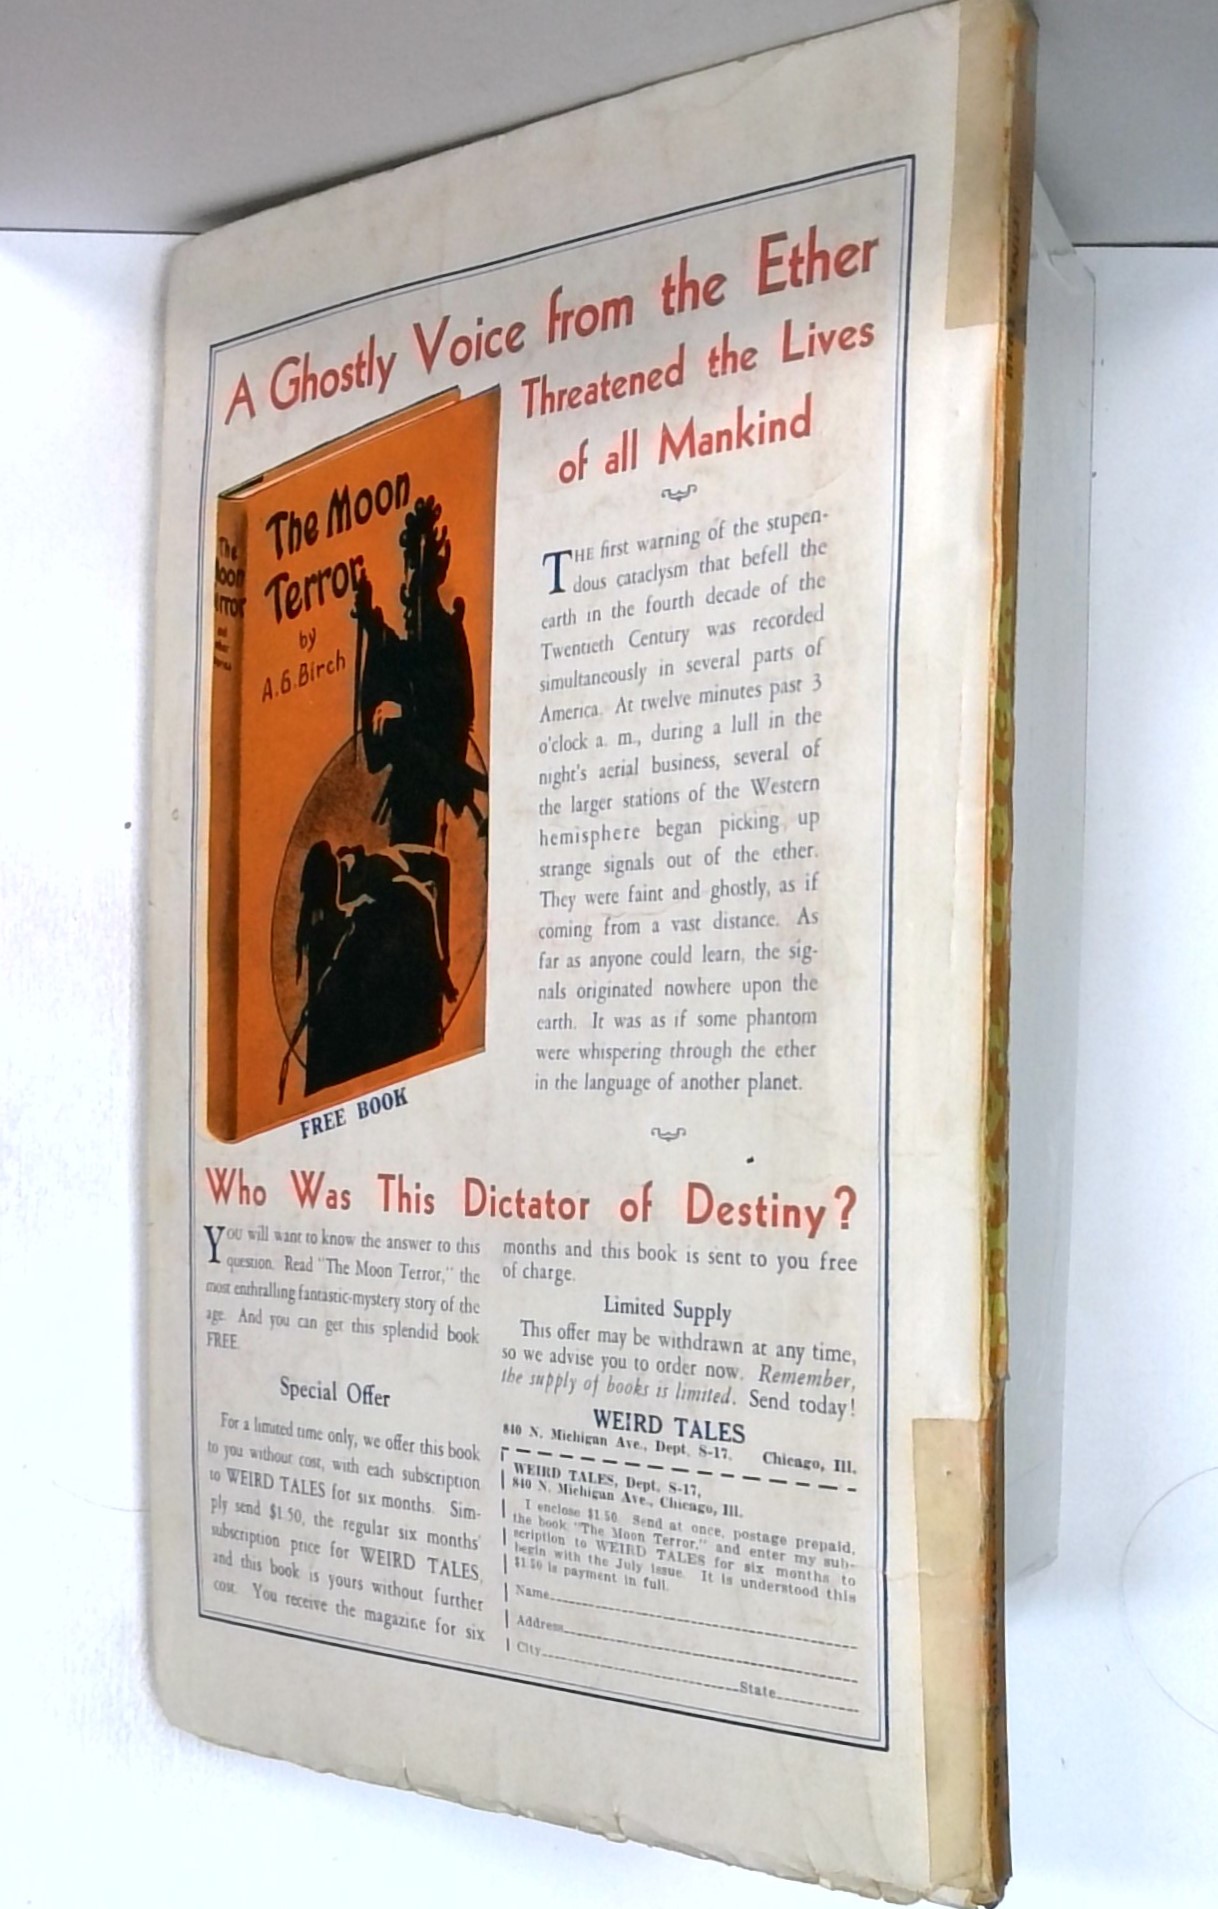 A Ghostly Voice from the Ether
Threatened the Lives
of all Mankind
The Moon
Terror
by
A.G.Birch
The
FREE BOOK
THE first warning of the stupen-
dous cataclysm that befell the
earth in the fourth decade of the
Twentieth Century was recorded
simultaneously in several parts of
America. At twelve minutes past 3
o'clock a. m., during a lull in the
night's aerial business, several of
the larger stations of the Western
hemisphere began picking up
strange signals out of the ether.
They were faint and ghostly, as if
coming from a vast distance. As
far as anyone could learn, the sig-
nals originated nowhere upon the
earth. It was as if some phantom
were whispering through the ether
in the language of another planet.
Who Was This Dictator of Destiny?
YOU will want to know the answer to this
question. Read "The Moon Terror," the
most enthralling fantastic-mystery story of the
age. And you can get this splendid book
FREE.
Special Offer
For a limited time only, we offer this book
to you without cost, with each subscription
to WEIRD TALES for six months. Sim-
ply send $1.50, the regular six months'
subscription price for WEIRD TALES,
and this book is yours without further
cost. You receive the magazine for six
months and this book is sent to you free
of charge.
Limited Supply
This offer may be withdrawn at any time,
so we advise you to order now. Remember,
the supply of books is limited. Send today!
WEIRD TALES
840 N. Michigan Ave., Dept. S-17, Chicago, Ill.
WEIRD TALES, Dept. S-17,
840 N. Michigan Ave., Chicago, Ill.
I enclose $1.50. Send at once, postage prepaid,
the book "The Moon Terror," and enter my sub-
scription to WEIRD TALES for six months to
begin with the July issue. It is understood this
$1.50 is payment in full.
Name
Address
City State